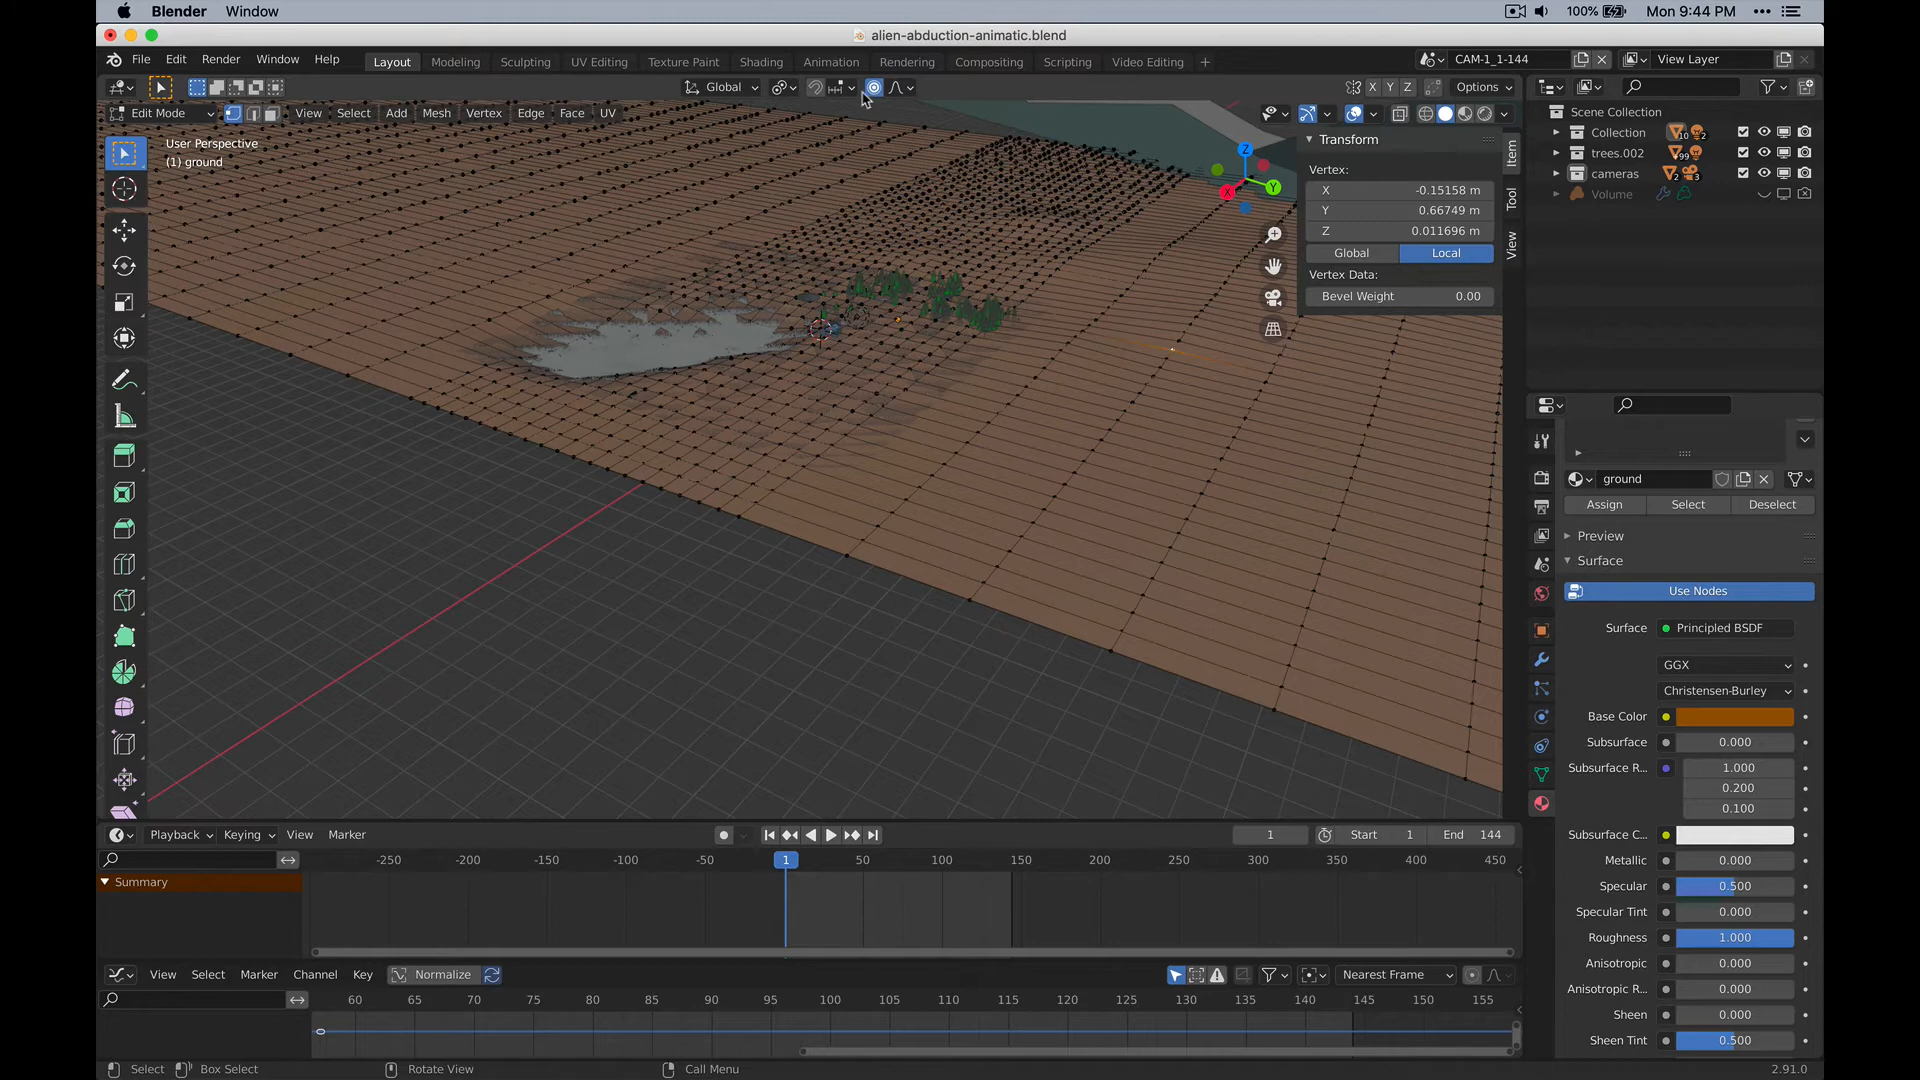 Blender Window 100% Mon 9:44 PM
alien-abduction-animatic.blend
File Edit Render Window Help Layout Modeling Sculpting UV Editing Texture Paint Shading Animation Rendering Compositing Scripting Video Editing + CAM-1_1-144 View Layer
Global X Y Z Options
Edit Mode View Select Add Mesh Vertex Edge Face UV
User Perspective
(1) ground
Z
Y
X
Transform
Vertex:
X -0.15158 m
Y 0.66749 m
Z 0.011696 m
Global Local
Vertex Data:
Bevel Weight 0.00
Item
Tool
View
Scene Collection
Collection 10 2
trees.002 99
cameras 2 3
Volume
ground
Assign Select Deselect
Preview
Surface
Use Nodes
Surface Principled BSDF
GGX
Christensen-Burley
Base Color
Subsurface 0.000
Subsurface R... 1.000
0.200
0.100
Subsurface C...
Metallic 0.000
Specular 0.500
Specular Tint 0.000
Roughness 1.000
Anisotropic 0.000
Anisotropic R... 0.000
Sheen 0.000
Sheen Tint 0.500
Playback Keying View Marker 1 Start 1 End 144
-250 -200 -150 -100 -50 1 50 100 150 200 250 300 350 400 450
Summary
View Select Marker Channel Key Normalize Nearest Frame
60 65 70 75 80 85 90 95 100 105 110 115 120 125 130 135 140 145 150 155
Select Box Select Rotate View Call Menu 2.91.0